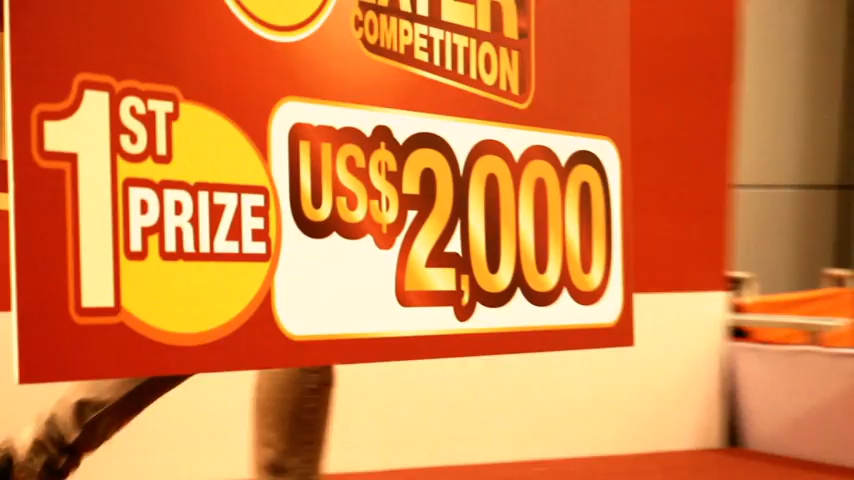 COMPETITION
1ST
PRIZE
US$2,000